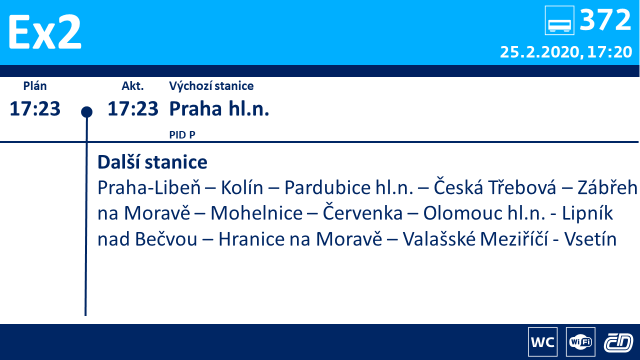 Ex2
372
25.2.2020, 17:20
Plán Akt. Výchozí stanice
17:23 17:23 Praha hl.n.
PID P
Další stanice
Praha-Libeň – Kolín – Pardubice hl.n. – Česká Třebová – Zábřeh
na Moravě – Mohelnice – Červenka – Olomouc hl.n. - Lipník
nad Bečvou – Hranice na Moravě – Valašské Meziříčí - Vsetín
WC WiFi ČD